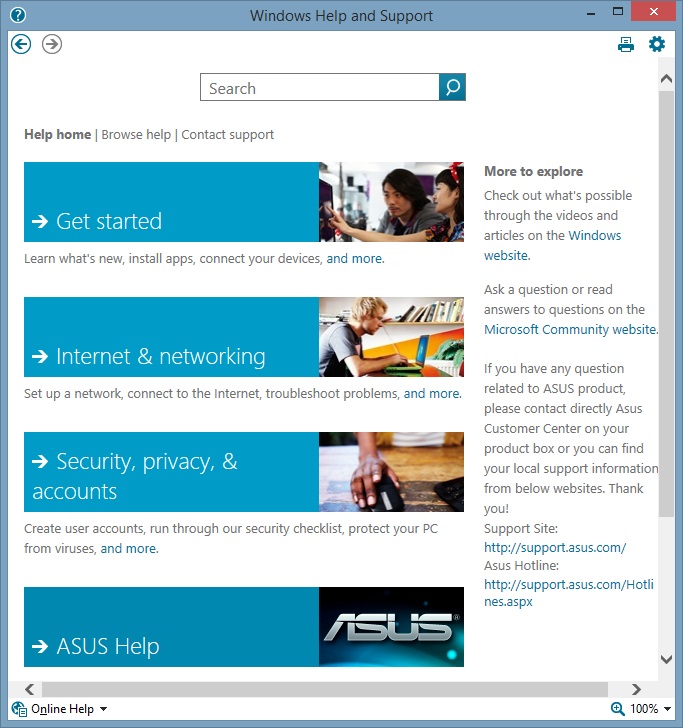 Windows Help and Support
Search
Help home | Browse help | Contact support
→ Get started
Learn what's new, install apps, connect your devices, and more.
→ Internet & networking
Set up a network, connect to the Internet, troubleshoot problems, and more.
→ Security, privacy, &
accounts
Create user accounts, run through our security checklist, protect your PC
from viruses, and more.
→ ASUS Help
ASUS®
More to explore
Check out what's possible
through the videos and
articles on the Windows
website.
Ask a question or read
answers to questions on the
Microsoft Community website.
If you have any question
related to ASUS product,
please contact directly Asus
Customer Center on your
product box or you can find
your local support information
from below websites. Thank
you!
Support Site:
http://support.asus.com/
Asus Hotline:
http://support.asus.com/Hotli
nes.aspx
Online Help
100%